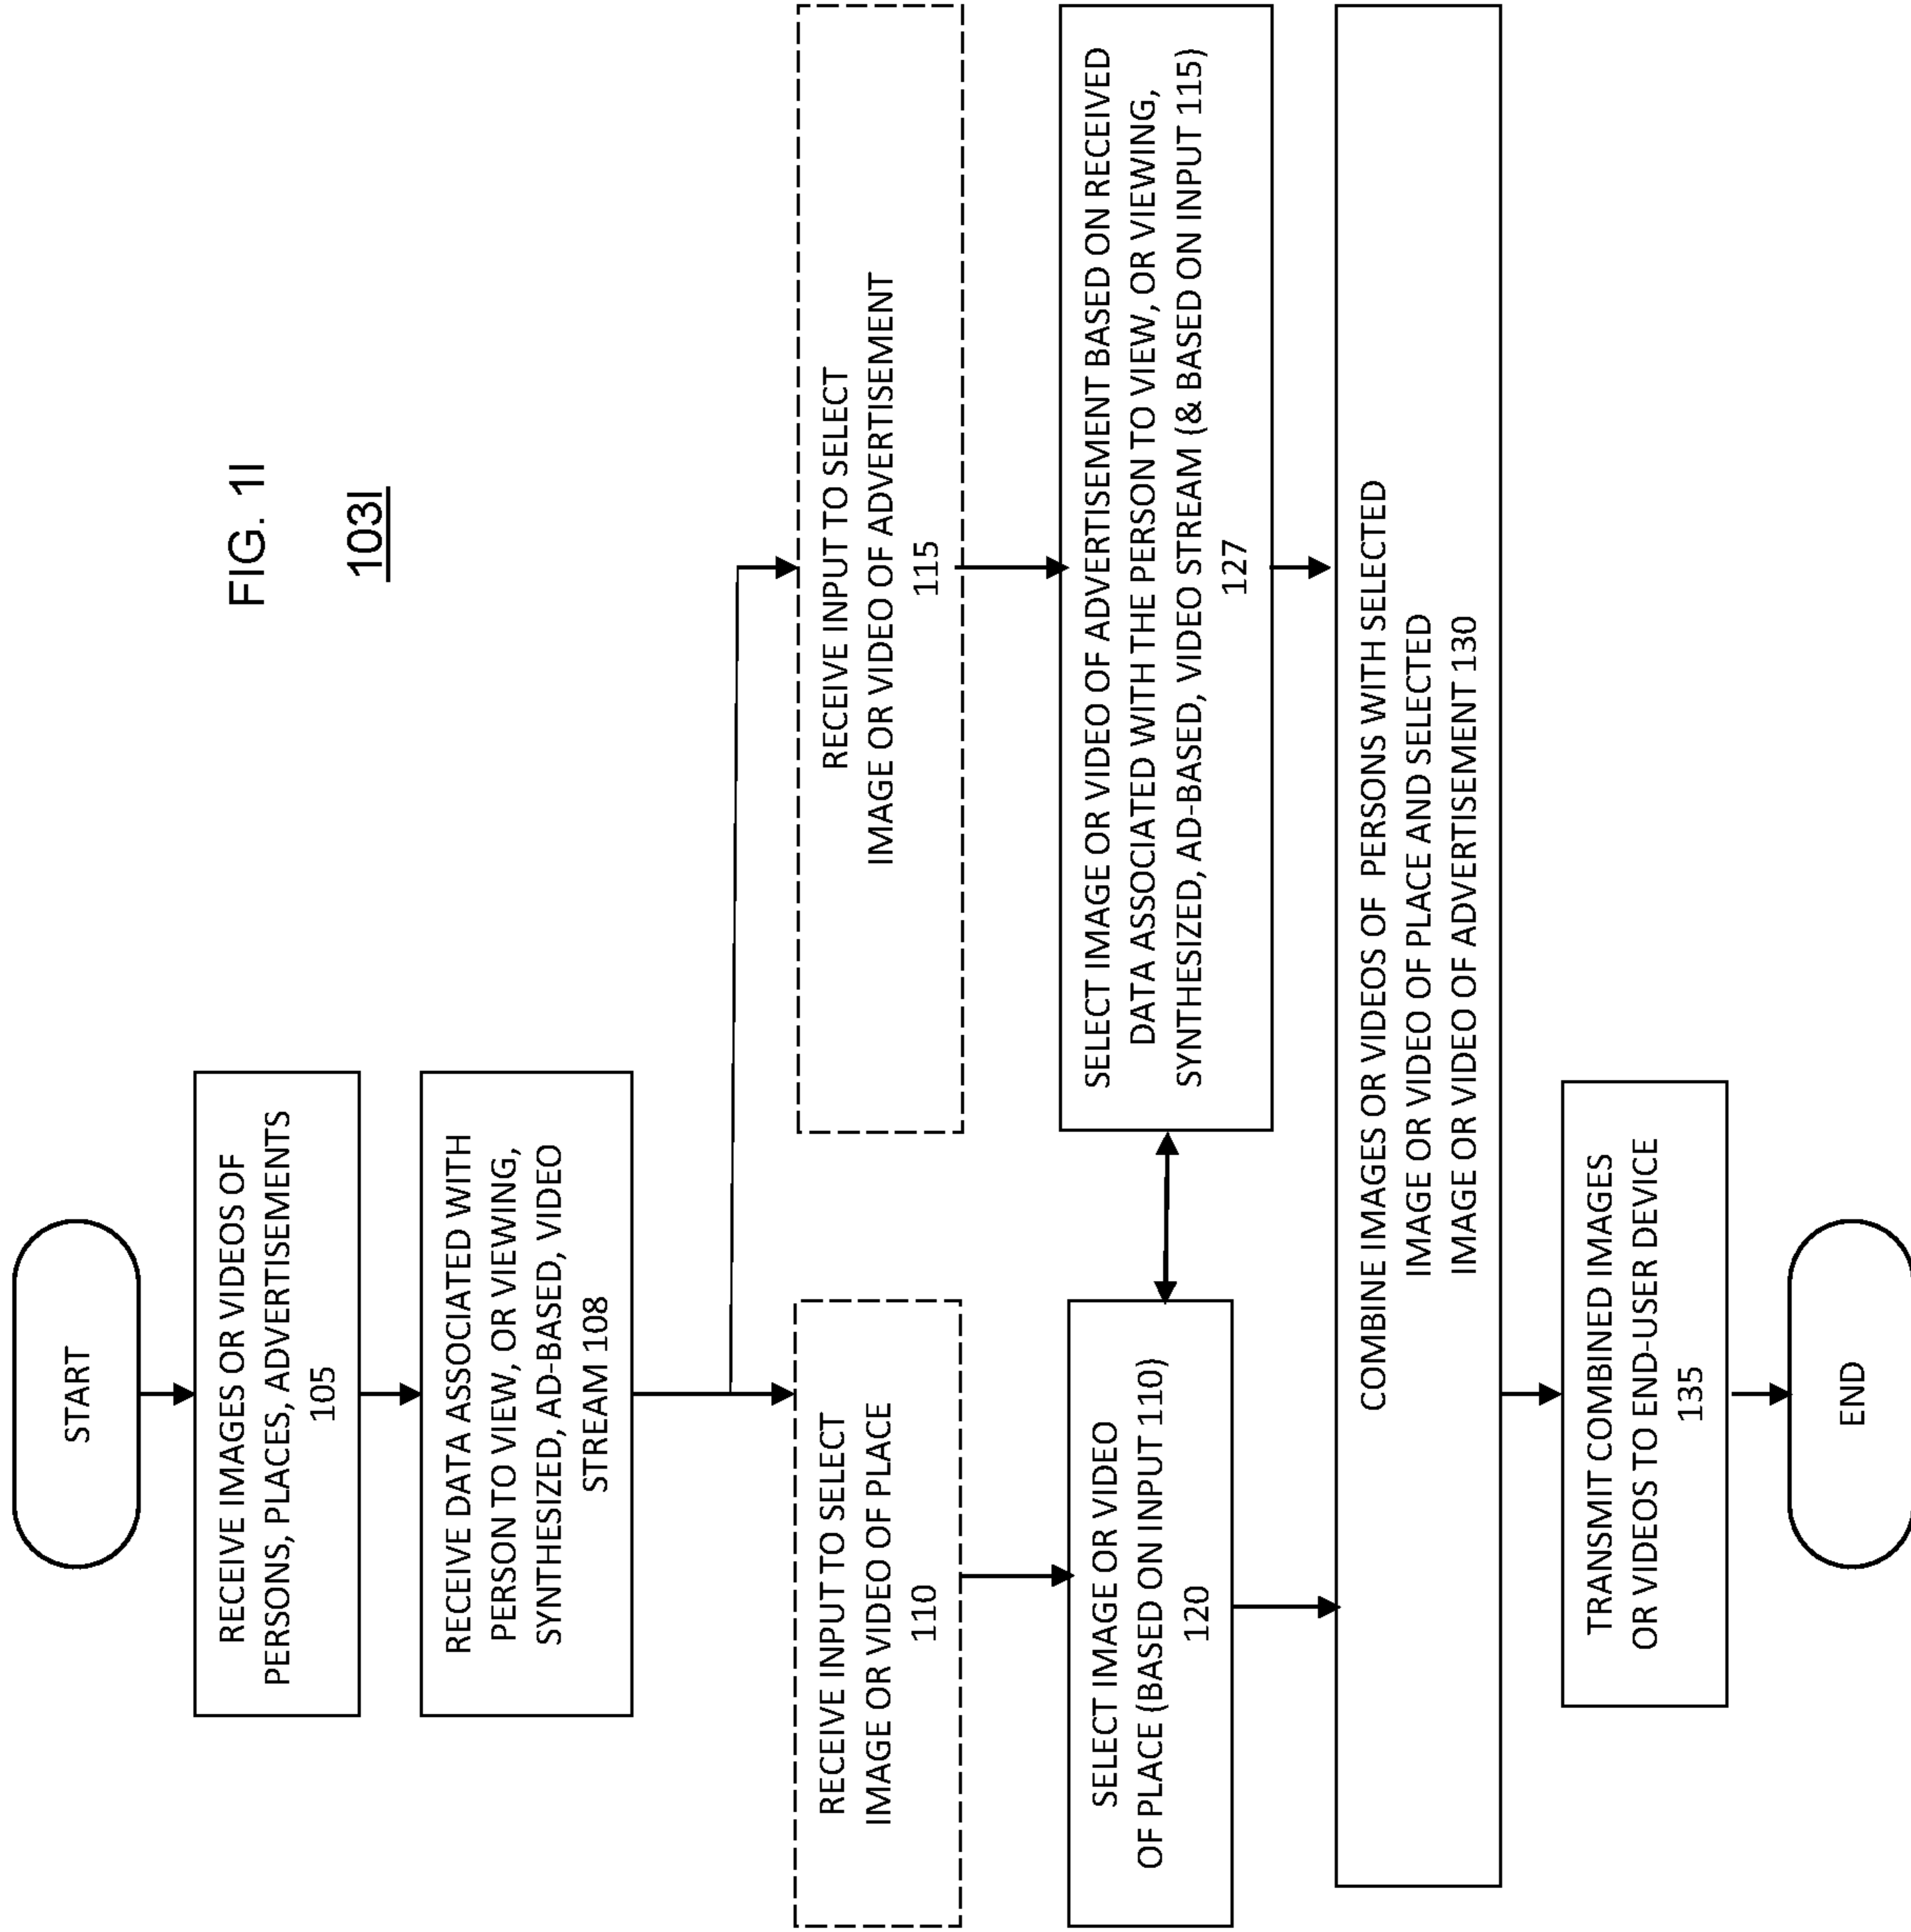 FIG. 1I
103I
START
RECEIVE IMAGES OR VIDEOS OF
PERSONS, PLACES, ADVERTISEMENTS
105
RECEIVE DATA ASSOCIATED WITH
PERSON TO VIEW, OR VIEWING,
SYNTHESIZED, AD-BASED, VIDEO
STREAM 108
RECEIVE INPUT TO SELECT
IMAGE OR VIDEO OF PLACE
110
RECEIVE INPUT TO SELECT
IMAGE OR VIDEO OF ADVERTISEMENT
115
SELECT IMAGE OR VIDEO
OF PLACE (BASED ON INPUT 110)
120
SELECT IMAGE OR VIDEO OF ADVERTISEMENT BASED ON RECEIVED
DATA ASSOCIATED WITH THE PERSON TO VIEW, OR VIEWING,
SYNTHESIZED, AD-BASED, VIDEO STREAM (& BASED ON INPUT 115)
127
COMBINE IMAGES OR VIDEOS OF PERSONS WITH SELECTED
IMAGE OR VIDEO OF PLACE AND SELECTED
IMAGE OR VIDEO OF ADVERTISEMENT 130
TRANSMIT COMBINED IMAGES
OR VIDEOS TO END-USER DEVICE
135
END